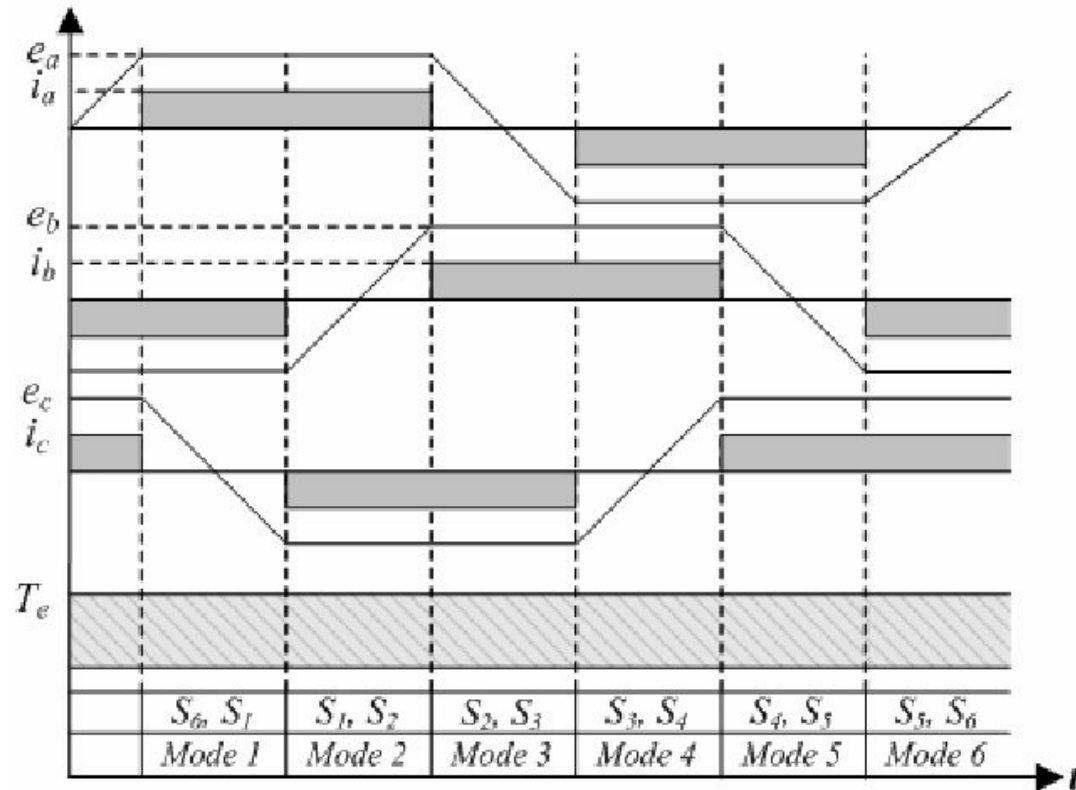 e_a
i_a
e_b
i_b
e_c
i_c
T_e
S_6, S_1 S_1, S_2 S_2, S_3 S_3, S_4 S_4, S_5 S_5, S_6
Mode 1 Mode 2 Mode 3 Mode 4 Mode 5 Mode 6
t